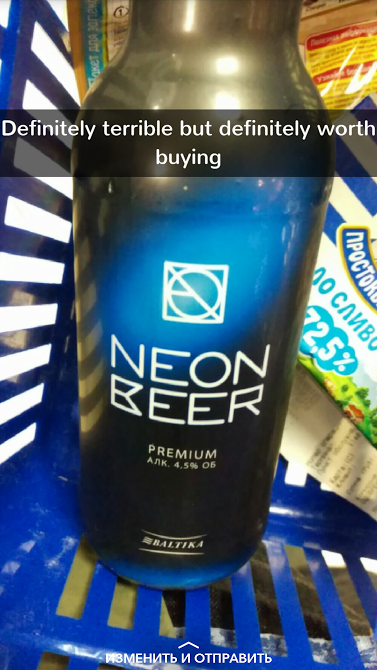 Definitely terrible but definitely worth
buying
ПРОСТОК
ЛО СЛИВО
72,5%
NEON
BEER
PREMIUM
АЛК. 4,5% ОБ
BALTIKA
ИЗМЕНИТЬ И ОТПРАВИТЬ